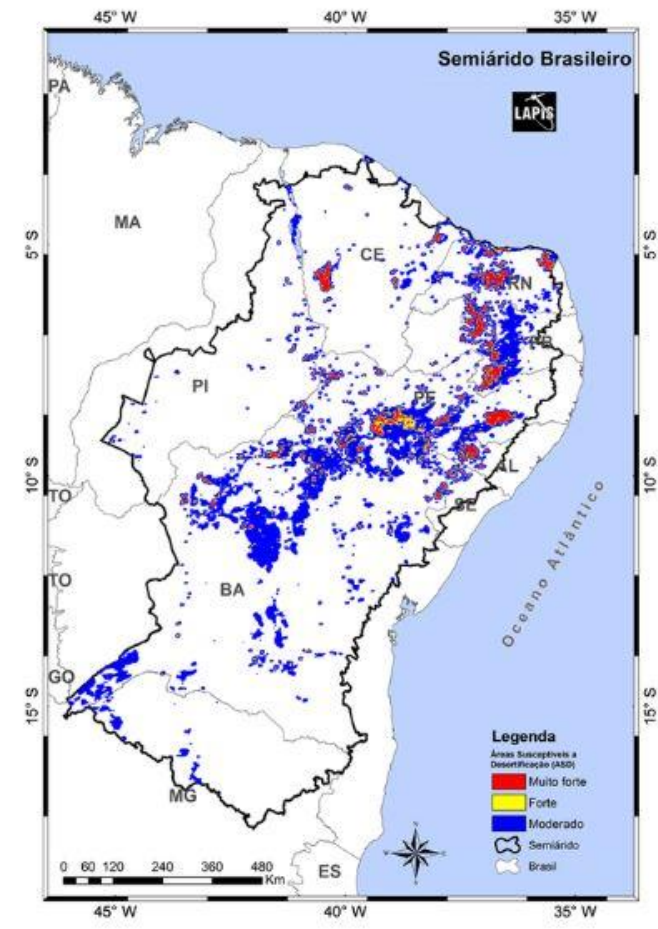 45° W 40° W 35° W
Semiárido Brasileiro
LAPIS
PA
MA
CE
5° S 5° S
RN
PB
PI
PE
AL
10° S 10° S
TO
SE
TO
BA
Oceano Atlântico
GO
15° S 15° S
MG
ES
Legenda
Áreas Susceptíveis a
Desertificação (ASD)
Muito forte
Forte
Moderado
Semiárido
Brasil
N
W E
S
0 60 120 240 360 480
Km
45° W 40° W 35° W